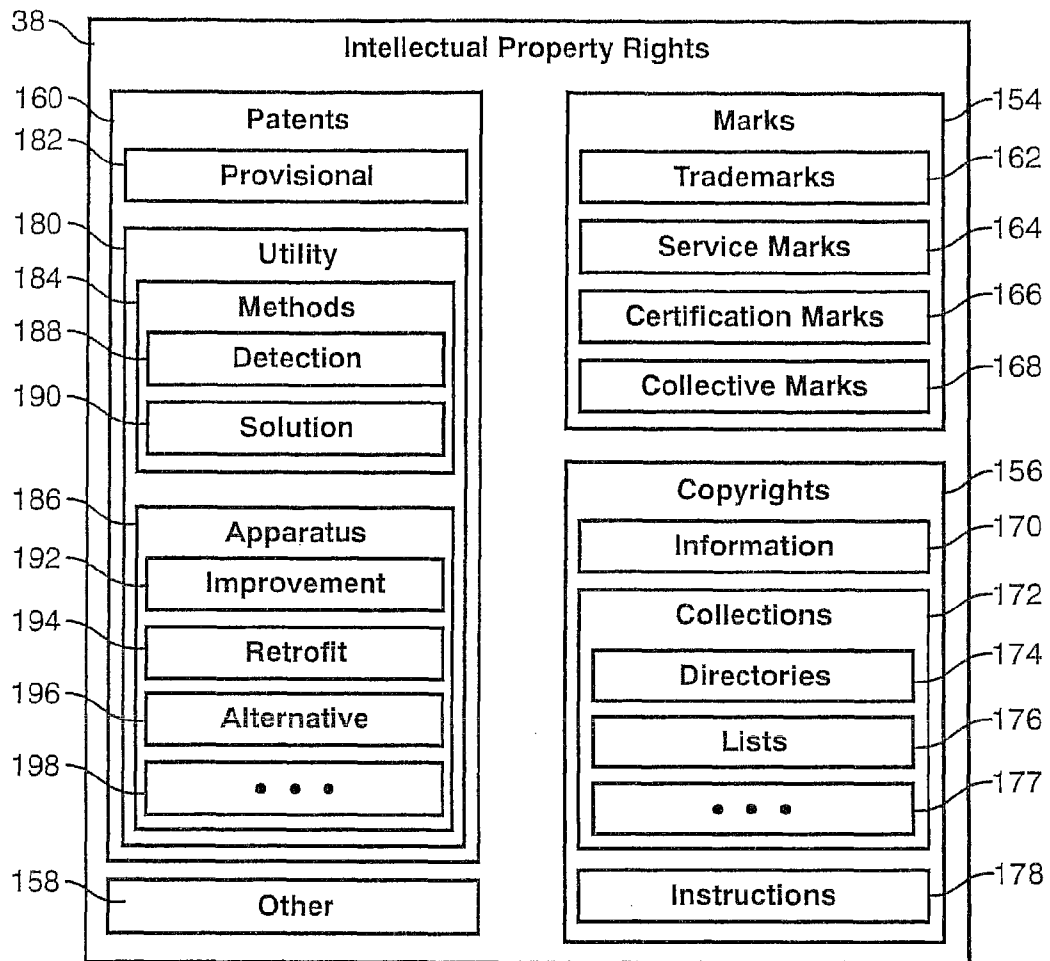 38
Intellectual Property Rights
160
Patents
182
Provisional
180
Utility
184
Methods
188
Detection
190
Solution
186
Apparatus
192
Improvement
194
Retrofit
196
Alternative
198
• • •
158
Other
Marks
154
Trademarks
162
Service Marks
164
Certification Marks
166
Collective Marks
168
Copyrights
156
Information
170
Collections
172
Directories
174
Lists
176
• • •
177
Instructions
178